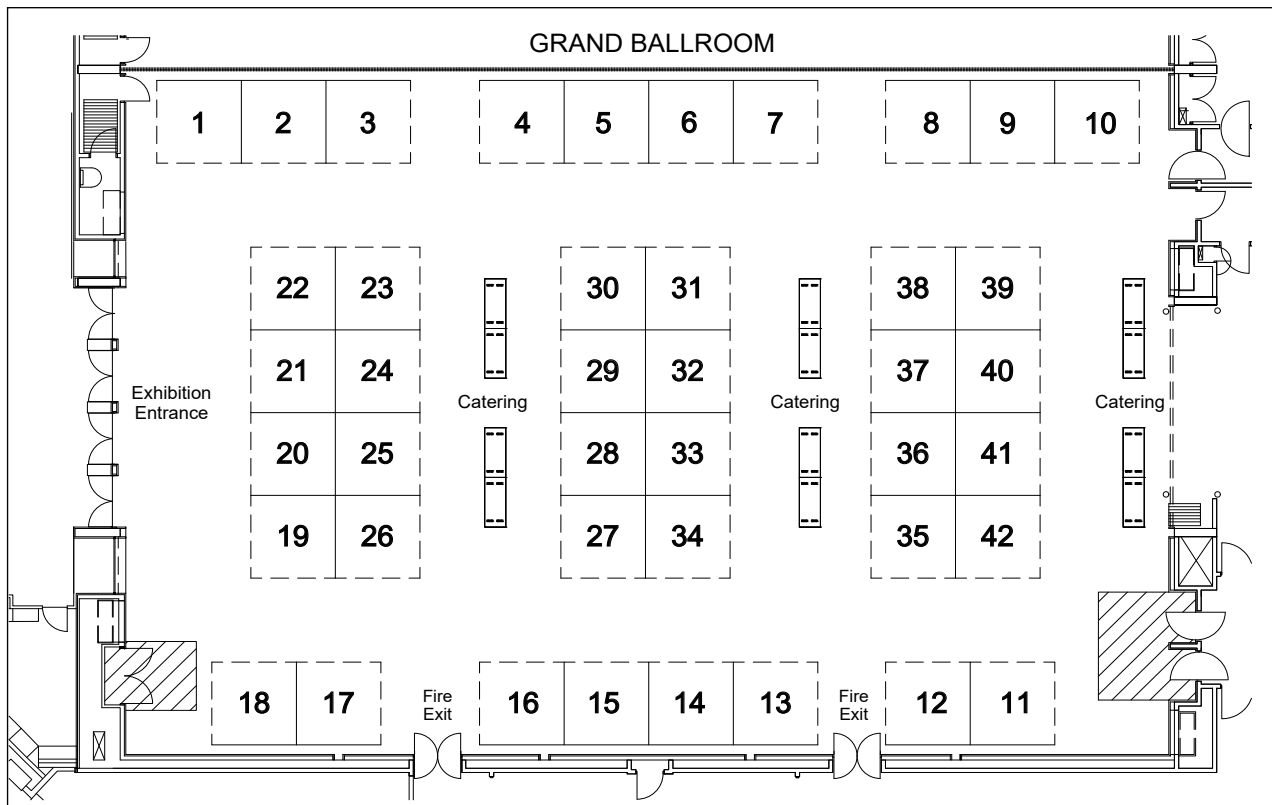 GRAND BALLROOM
1 2 3 4 5 6 7 8 9 10
22 23 30 31 38 39
21 24 29 32 37 40
Exhibition
Entrance
Catering Catering Catering
20 25 28 33 36 41
19 26 27 34 35 42
18 17
Fire
Exit
16 15 14 13
Fire
Exit
12 11